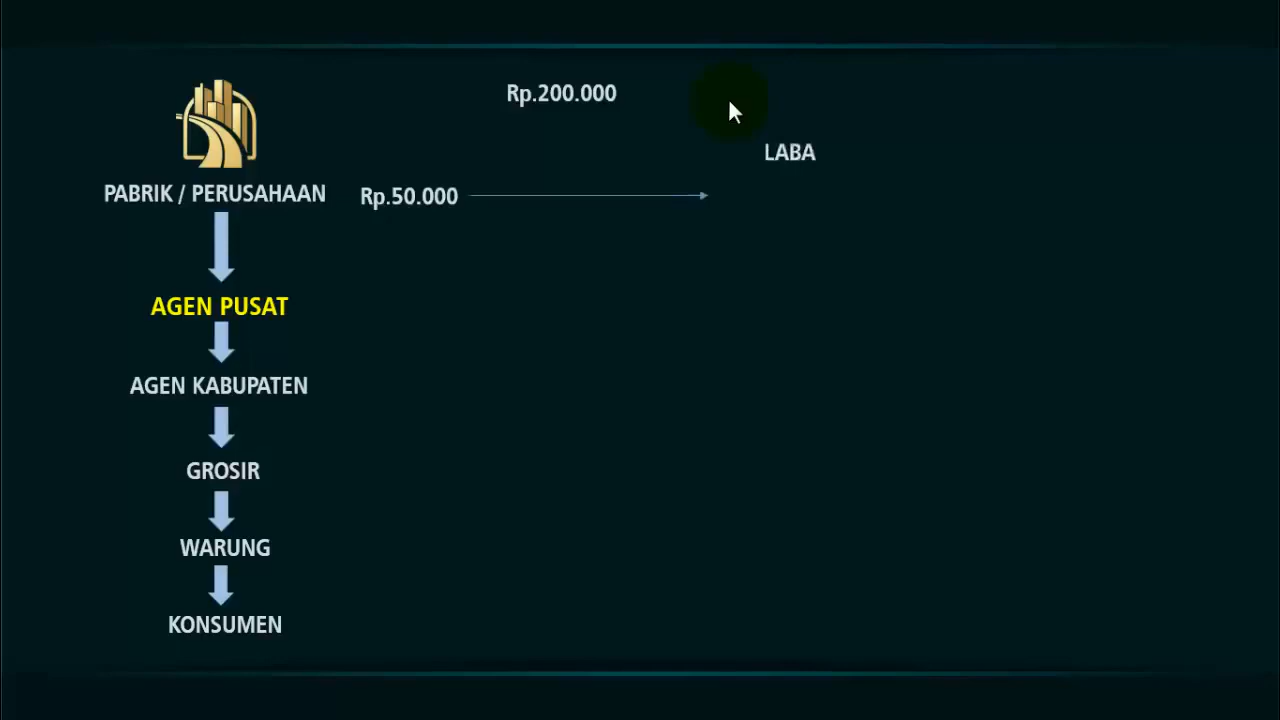 Rp.200.000
LABA
PABRIK / PERUSAHAAN
Rp.50.000
AGEN PUSAT
AGEN KABUPATEN
GROSIR
WARUNG
KONSUMEN